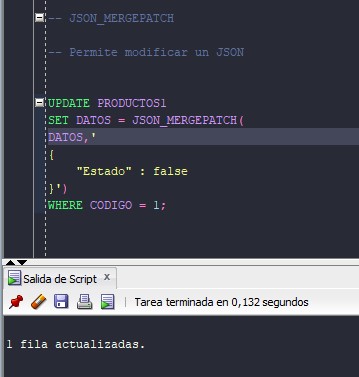 -- JSON_MERGEPATCH
-- Permite modificar un JSON
UPDATE PRODUCTOS1
SET DATOS = JSON_MERGEPATCH(
DATOS,'
{
    "Estado" : false
}')
WHERE CODIGO = 1;
Salida de Script x
Tarea terminada en 0,132 segundos
1 fila actualizadas.